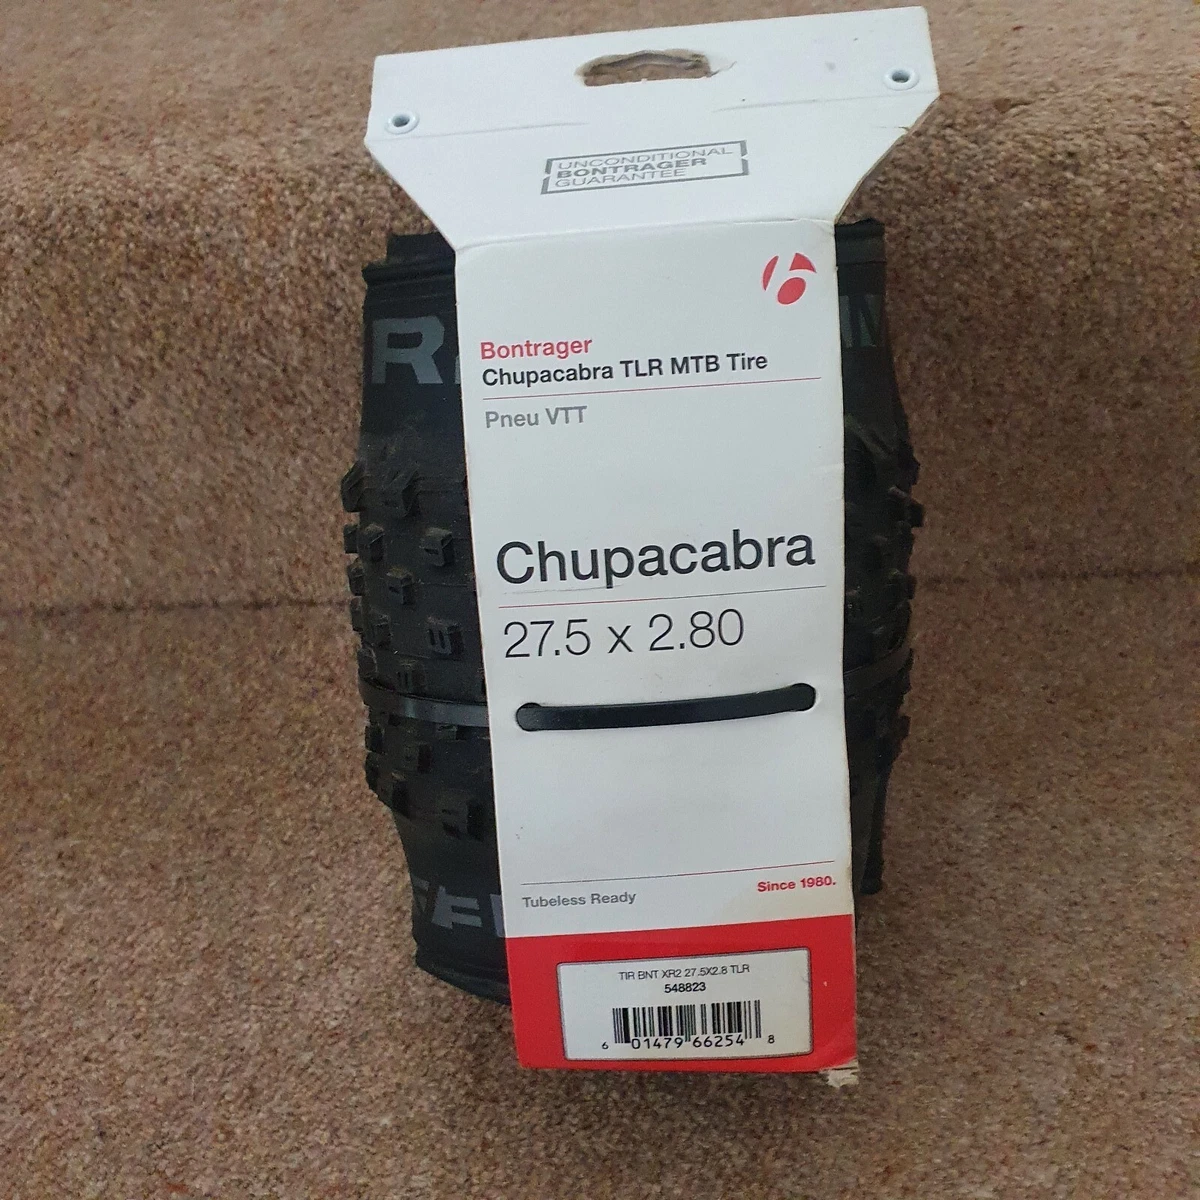 UNCONDITIONAL
BONTRAGER
GUARANTEE
Bontrager
Chupacabra TLR MTB Tire
Pneu VTT
Chupacabra
27.5 x 2.80
Tubeless Ready
Since 1980.
TIR BNT XR2 27.5X2.8 TLR
548823
6 01479 66254 8